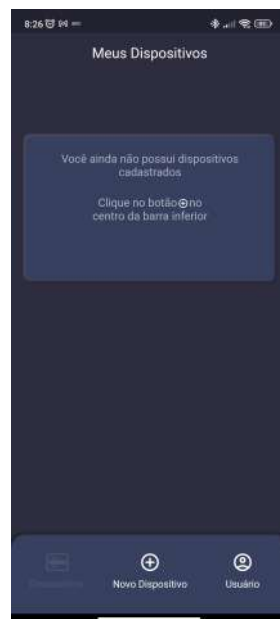 8:26
Meus Dispositivos
Você ainda não possui dispositivos
cadastrados
Clique no botão no
centro da barra inferior
Novo Dispositivo
Usuário